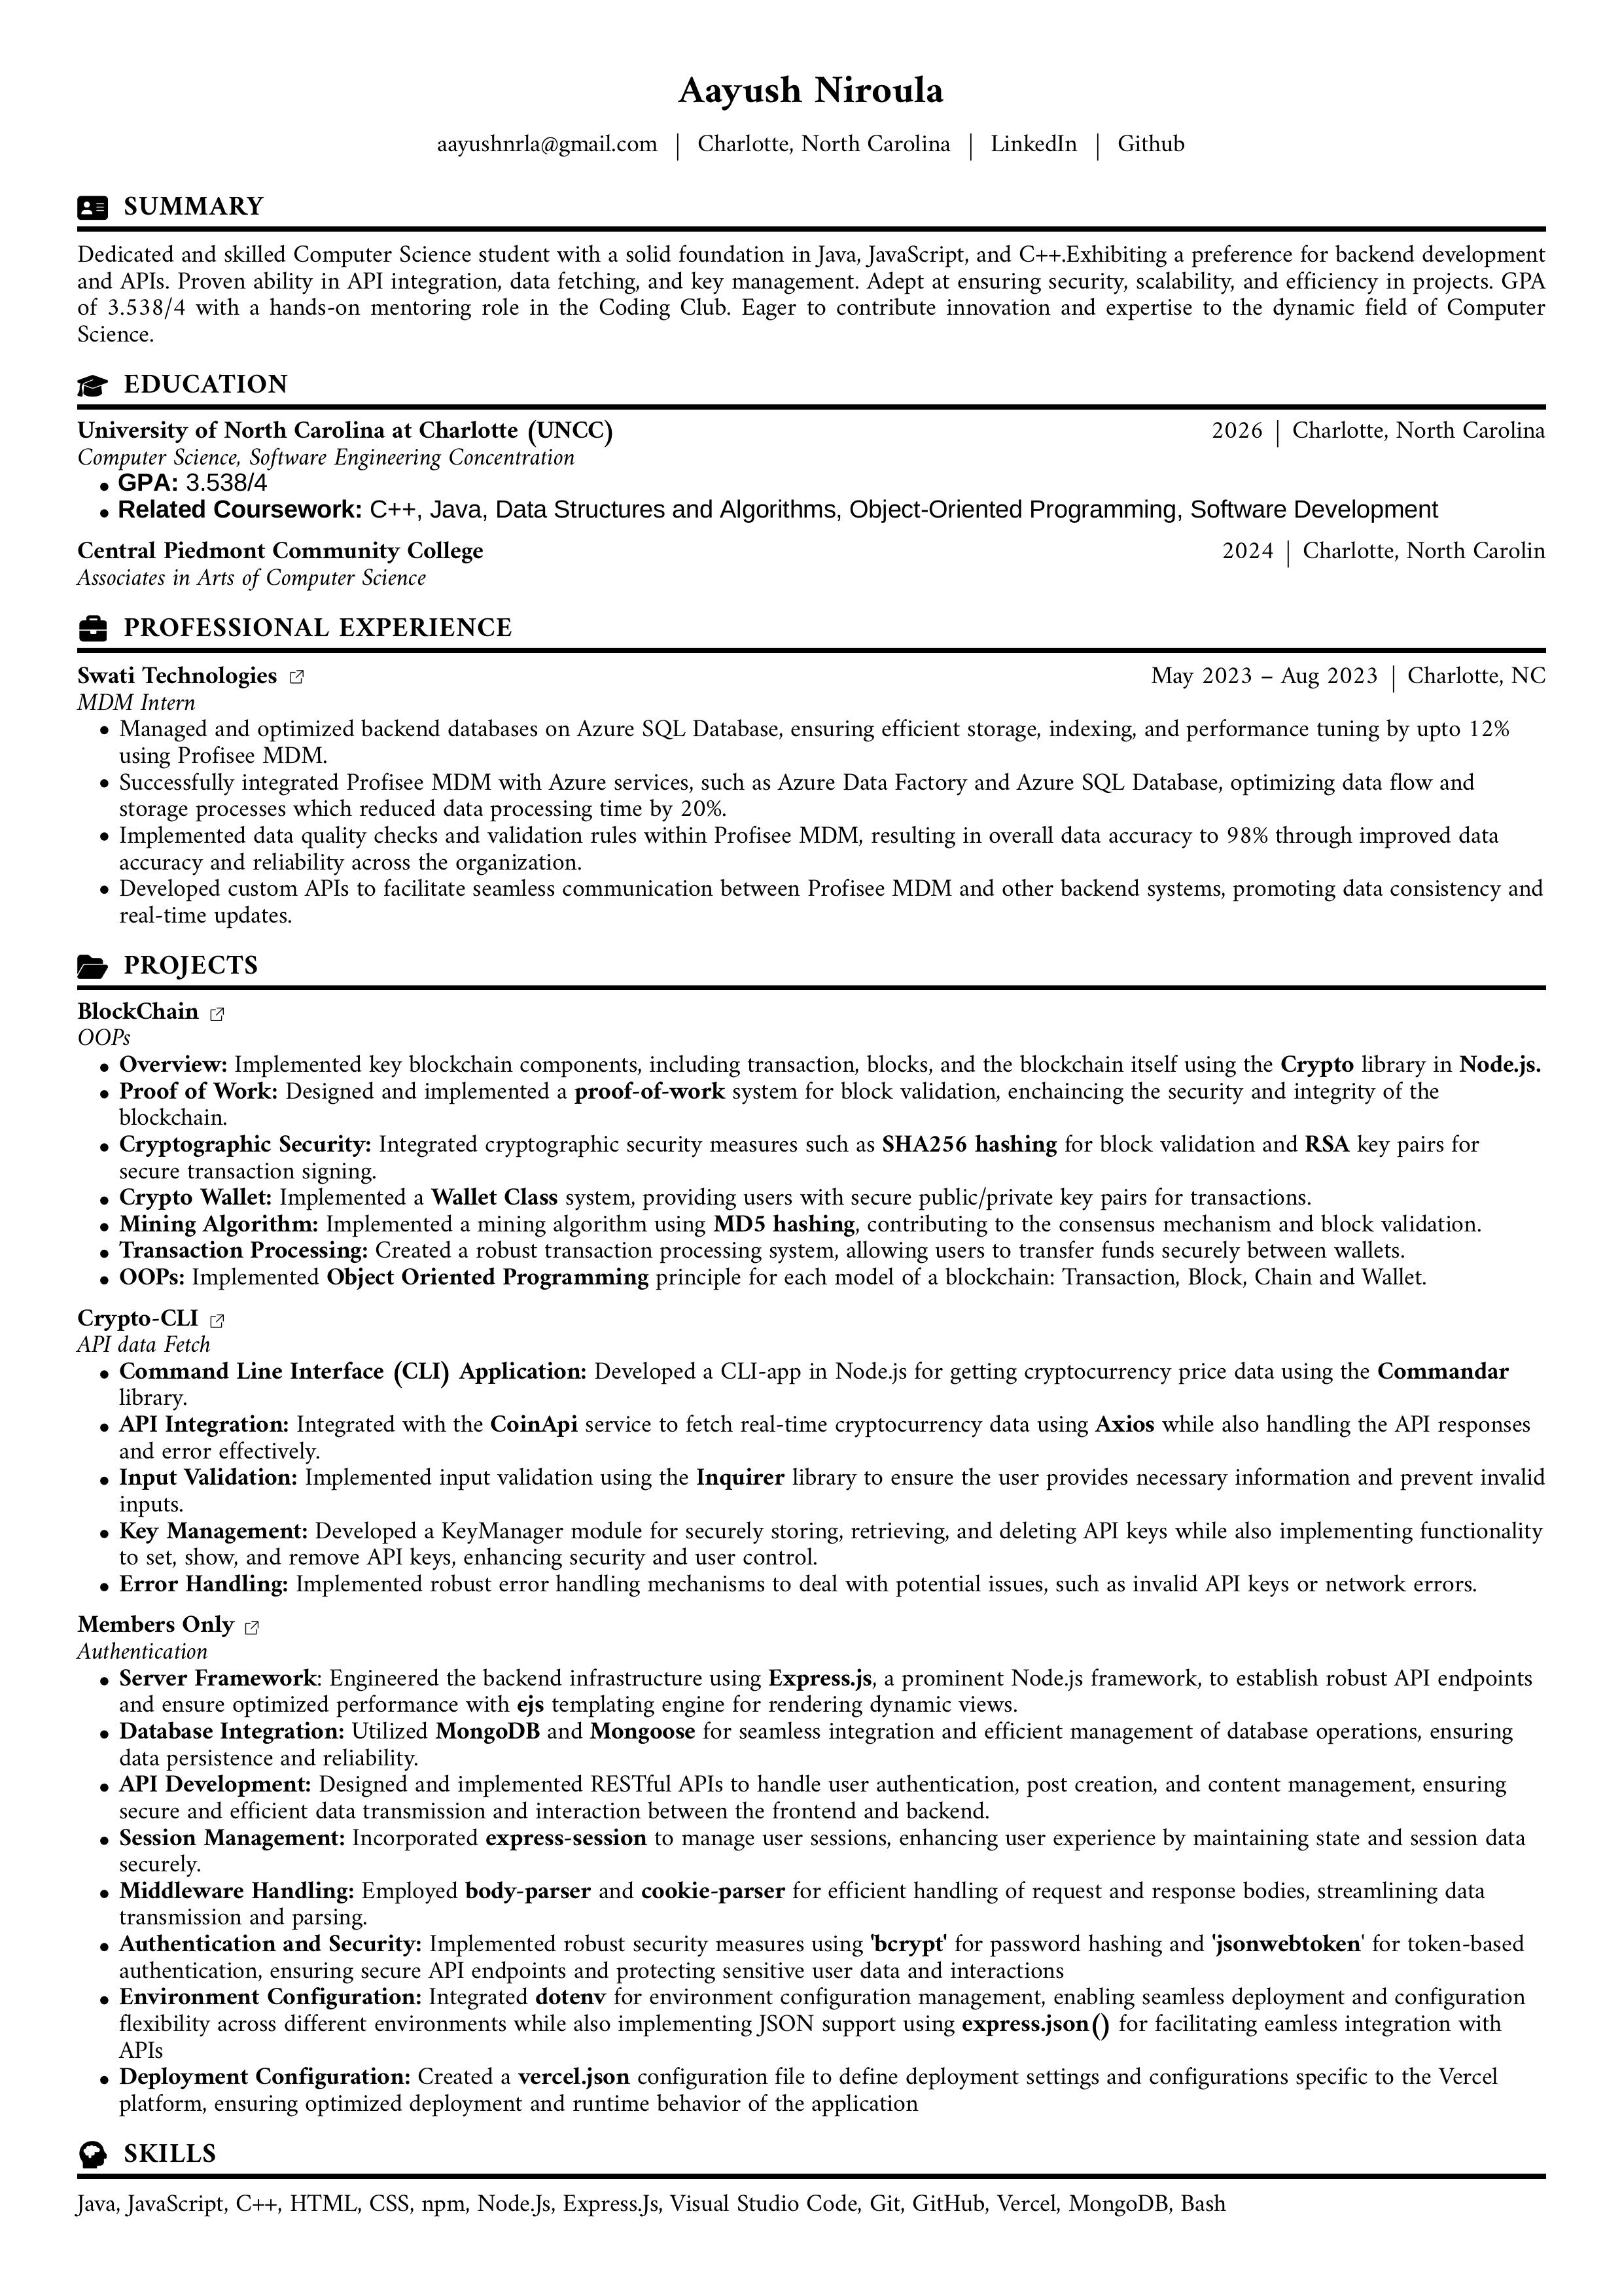 Aayush Niroula
aayushnrla@gmail.com | Charlotte, North Carolina | LinkedIn | Github
SUMMARY
Dedicated and skilled Computer Science student with a solid foundation in Java, JavaScript, and C++.Exhibiting a preference for backend development
and APIs. Proven ability in API integration, data fetching, and key management. Adept at ensuring security, scalability, and efficiency in projects. GPA
of 3.538/4 with a hands-on mentoring role in the Coding Club. Eager to contribute innovation and expertise to the dynamic field of Computer
Science.
EDUCATION
University of North Carolina at Charlotte (UNCC) 2026 | Charlotte, North Carolina
Computer Science, Software Engineering Concentration
• GPA: 3.538/4
• Related Coursework: C++, Java, Data Structures and Algorithms, Object-Oriented Programming, Software Development
Central Piedmont Community College 2024 | Charlotte, North Carolin
Associates in Arts of Computer Science
PROFESSIONAL EXPERIENCE
Swati Technologies May 2023 – Aug 2023 | Charlotte, NC
MDM Intern
• Managed and optimized backend databases on Azure SQL Database, ensuring efficient storage, indexing, and performance tuning by upto 12%
using Profisee MDM.
• Successfully integrated Profisee MDM with Azure services, such as Azure Data Factory and Azure SQL Database, optimizing data flow and
storage processes which reduced data processing time by 20%.
• Implemented data quality checks and validation rules within Profisee MDM, resulting in overall data accuracy to 98% through improved data
accuracy and reliability across the organization.
• Developed custom APIs to facilitate seamless communication between Profisee MDM and other backend systems, promoting data consistency and
real-time updates.
PROJECTS
BlockChain
OOPs
• Overview: Implemented key blockchain components, including transaction, blocks, and the blockchain itself using the Crypto library in Node.js.
• Proof of Work: Designed and implemented a proof-of-work system for block validation, enchaincing the security and integrity of the
blockchain.
• Cryptographic Security: Integrated cryptographic security measures such as SHA256 hashing for block validation and RSA key pairs for
secure transaction signing.
• Crypto Wallet: Implemented a Wallet Class system, providing users with secure public/private key pairs for transactions.
• Mining Algorithm: Implemented a mining algorithm using MD5 hashing, contributing to the consensus mechanism and block validation.
• Transaction Processing: Created a robust transaction processing system, allowing users to transfer funds securely between wallets.
• OOPs: Implemented Object Oriented Programming principle for each model of a blockchain: Transaction, Block, Chain and Wallet.
Crypto-CLI
API data Fetch
• Command Line Interface (CLI) Application: Developed a CLI-app in Node.js for getting cryptocurrency price data using the Commandar
library.
• API Integration: Integrated with the CoinApi service to fetch real-time cryptocurrency data using Axios while also handling the API responses
and error effectively.
• Input Validation: Implemented input validation using the Inquirer library to ensure the user provides necessary information and prevent invalid
inputs.
• Key Management: Developed a KeyManager module for securely storing, retrieving, and deleting API keys while also implementing functionality
to set, show, and remove API keys, enhancing security and user control.
• Error Handling: Implemented robust error handling mechanisms to deal with potential issues, such as invalid API keys or network errors.
Members Only
Authentication
• Server Framework: Engineered the backend infrastructure using Express.js, a prominent Node.js framework, to establish robust API endpoints
and ensure optimized performance with ejs templating engine for rendering dynamic views.
• Database Integration: Utilized MongoDB and Mongoose for seamless integration and efficient management of database operations, ensuring
data persistence and reliability.
• API Development: Designed and implemented RESTful APIs to handle user authentication, post creation, and content management, ensuring
secure and efficient data transmission and interaction between the frontend and backend.
• Session Management: Incorporated express-session to manage user sessions, enhancing user experience by maintaining state and session data
securely.
• Middleware Handling: Employed body-parser and cookie-parser for efficient handling of request and response bodies, streamlining data
transmission and parsing.
• Authentication and Security: Implemented robust security measures using 'bcrypt' for password hashing and 'jsonwebtoken' for token-based
authentication, ensuring secure API endpoints and protecting sensitive user data and interactions
• Environment Configuration: Integrated dotenv for environment configuration management, enabling seamless deployment and configuration
flexibility across different environments while also implementing JSON support using express.json() for facilitating eamless integration with
APIs
• Deployment Configuration: Created a vercel.json configuration file to define deployment settings and configurations specific to the Vercel
platform, ensuring optimized deployment and runtime behavior of the application
SKILLS
Java, JavaScript, C++, HTML, CSS, npm, Node.Js, Express.Js, Visual Studio Code, Git, GitHub, Vercel, MongoDB, Bash